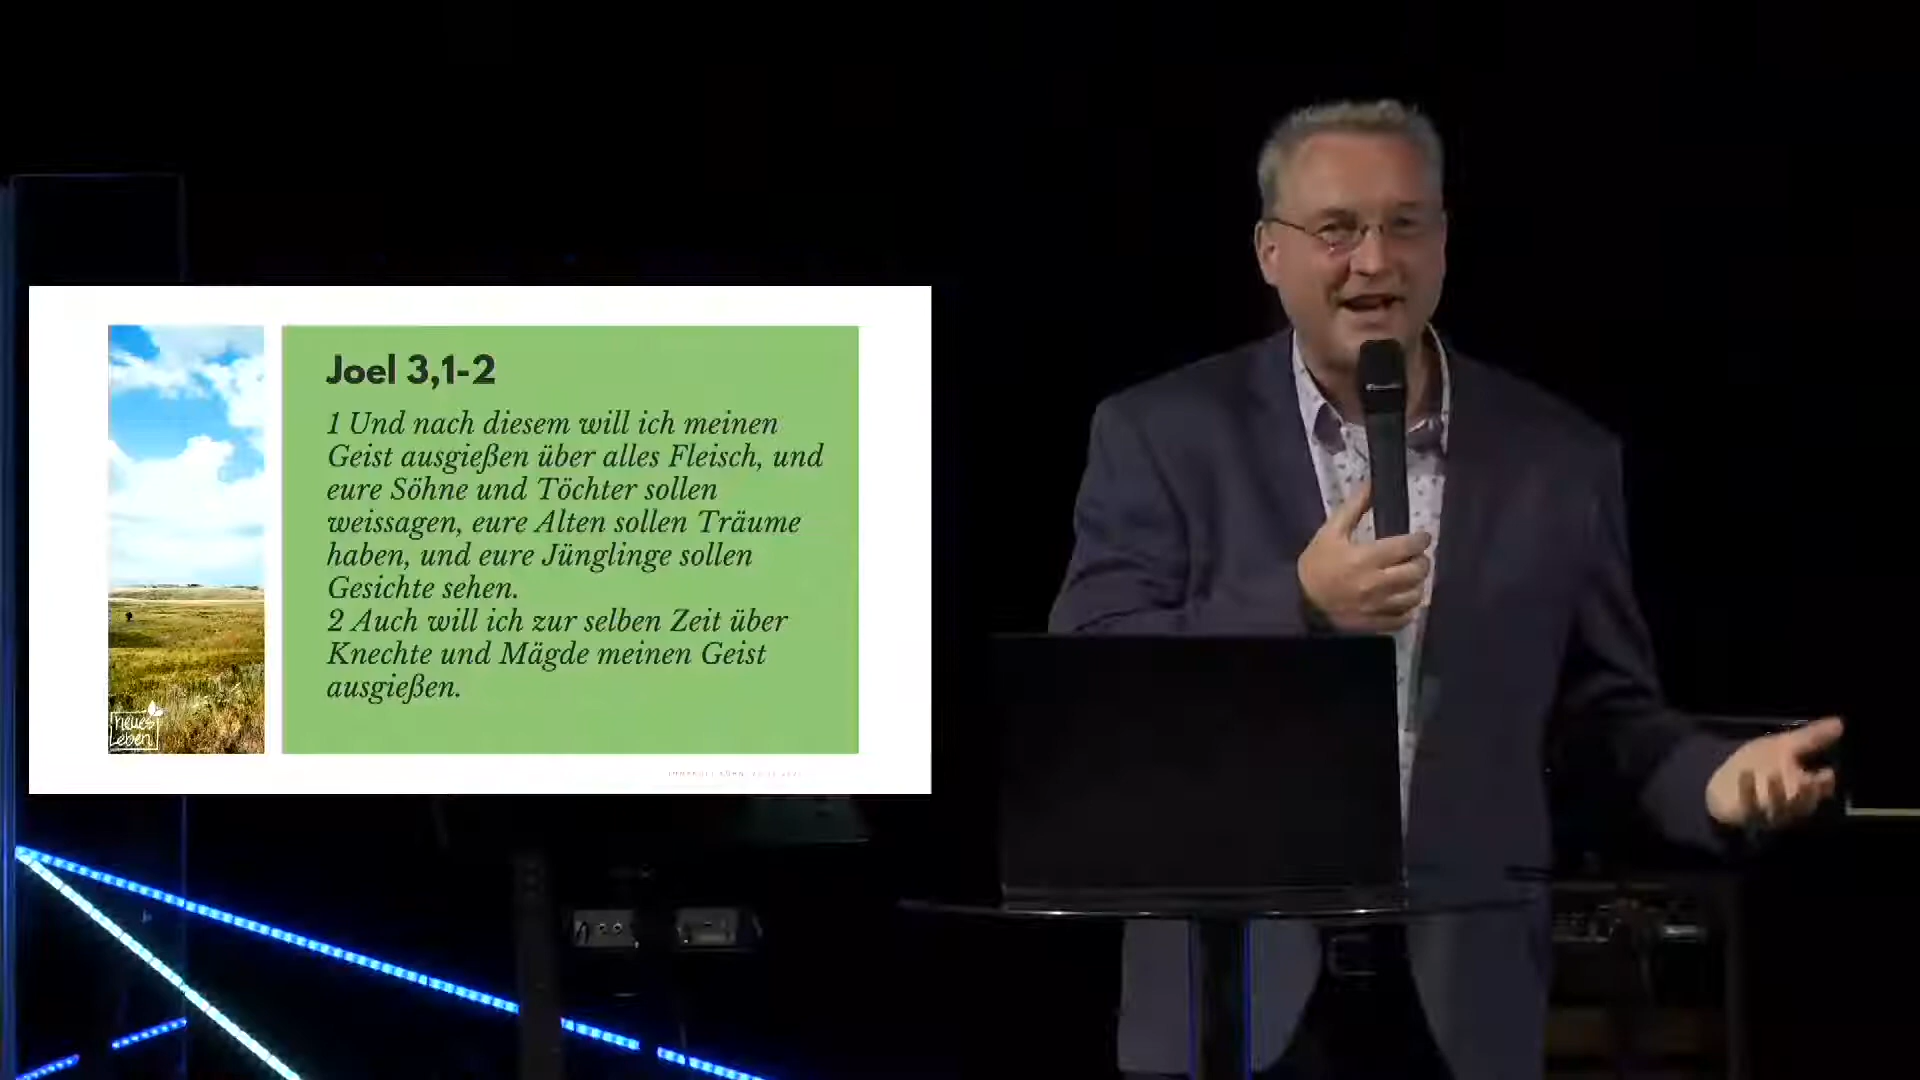 Joel 3,1-2
1 Und nach diesem will ich meinen
Geist ausgießen über alles Fleisch, und
eure Söhne und Töchter sollen
weissagen, eure Alten sollen Träume
haben, und eure Jünglinge sollen
Gesichte sehen.
2 Auch will ich zur selben Zeit über
Knechte und Mägde meinen Geist
ausgießen.
neues
Leben